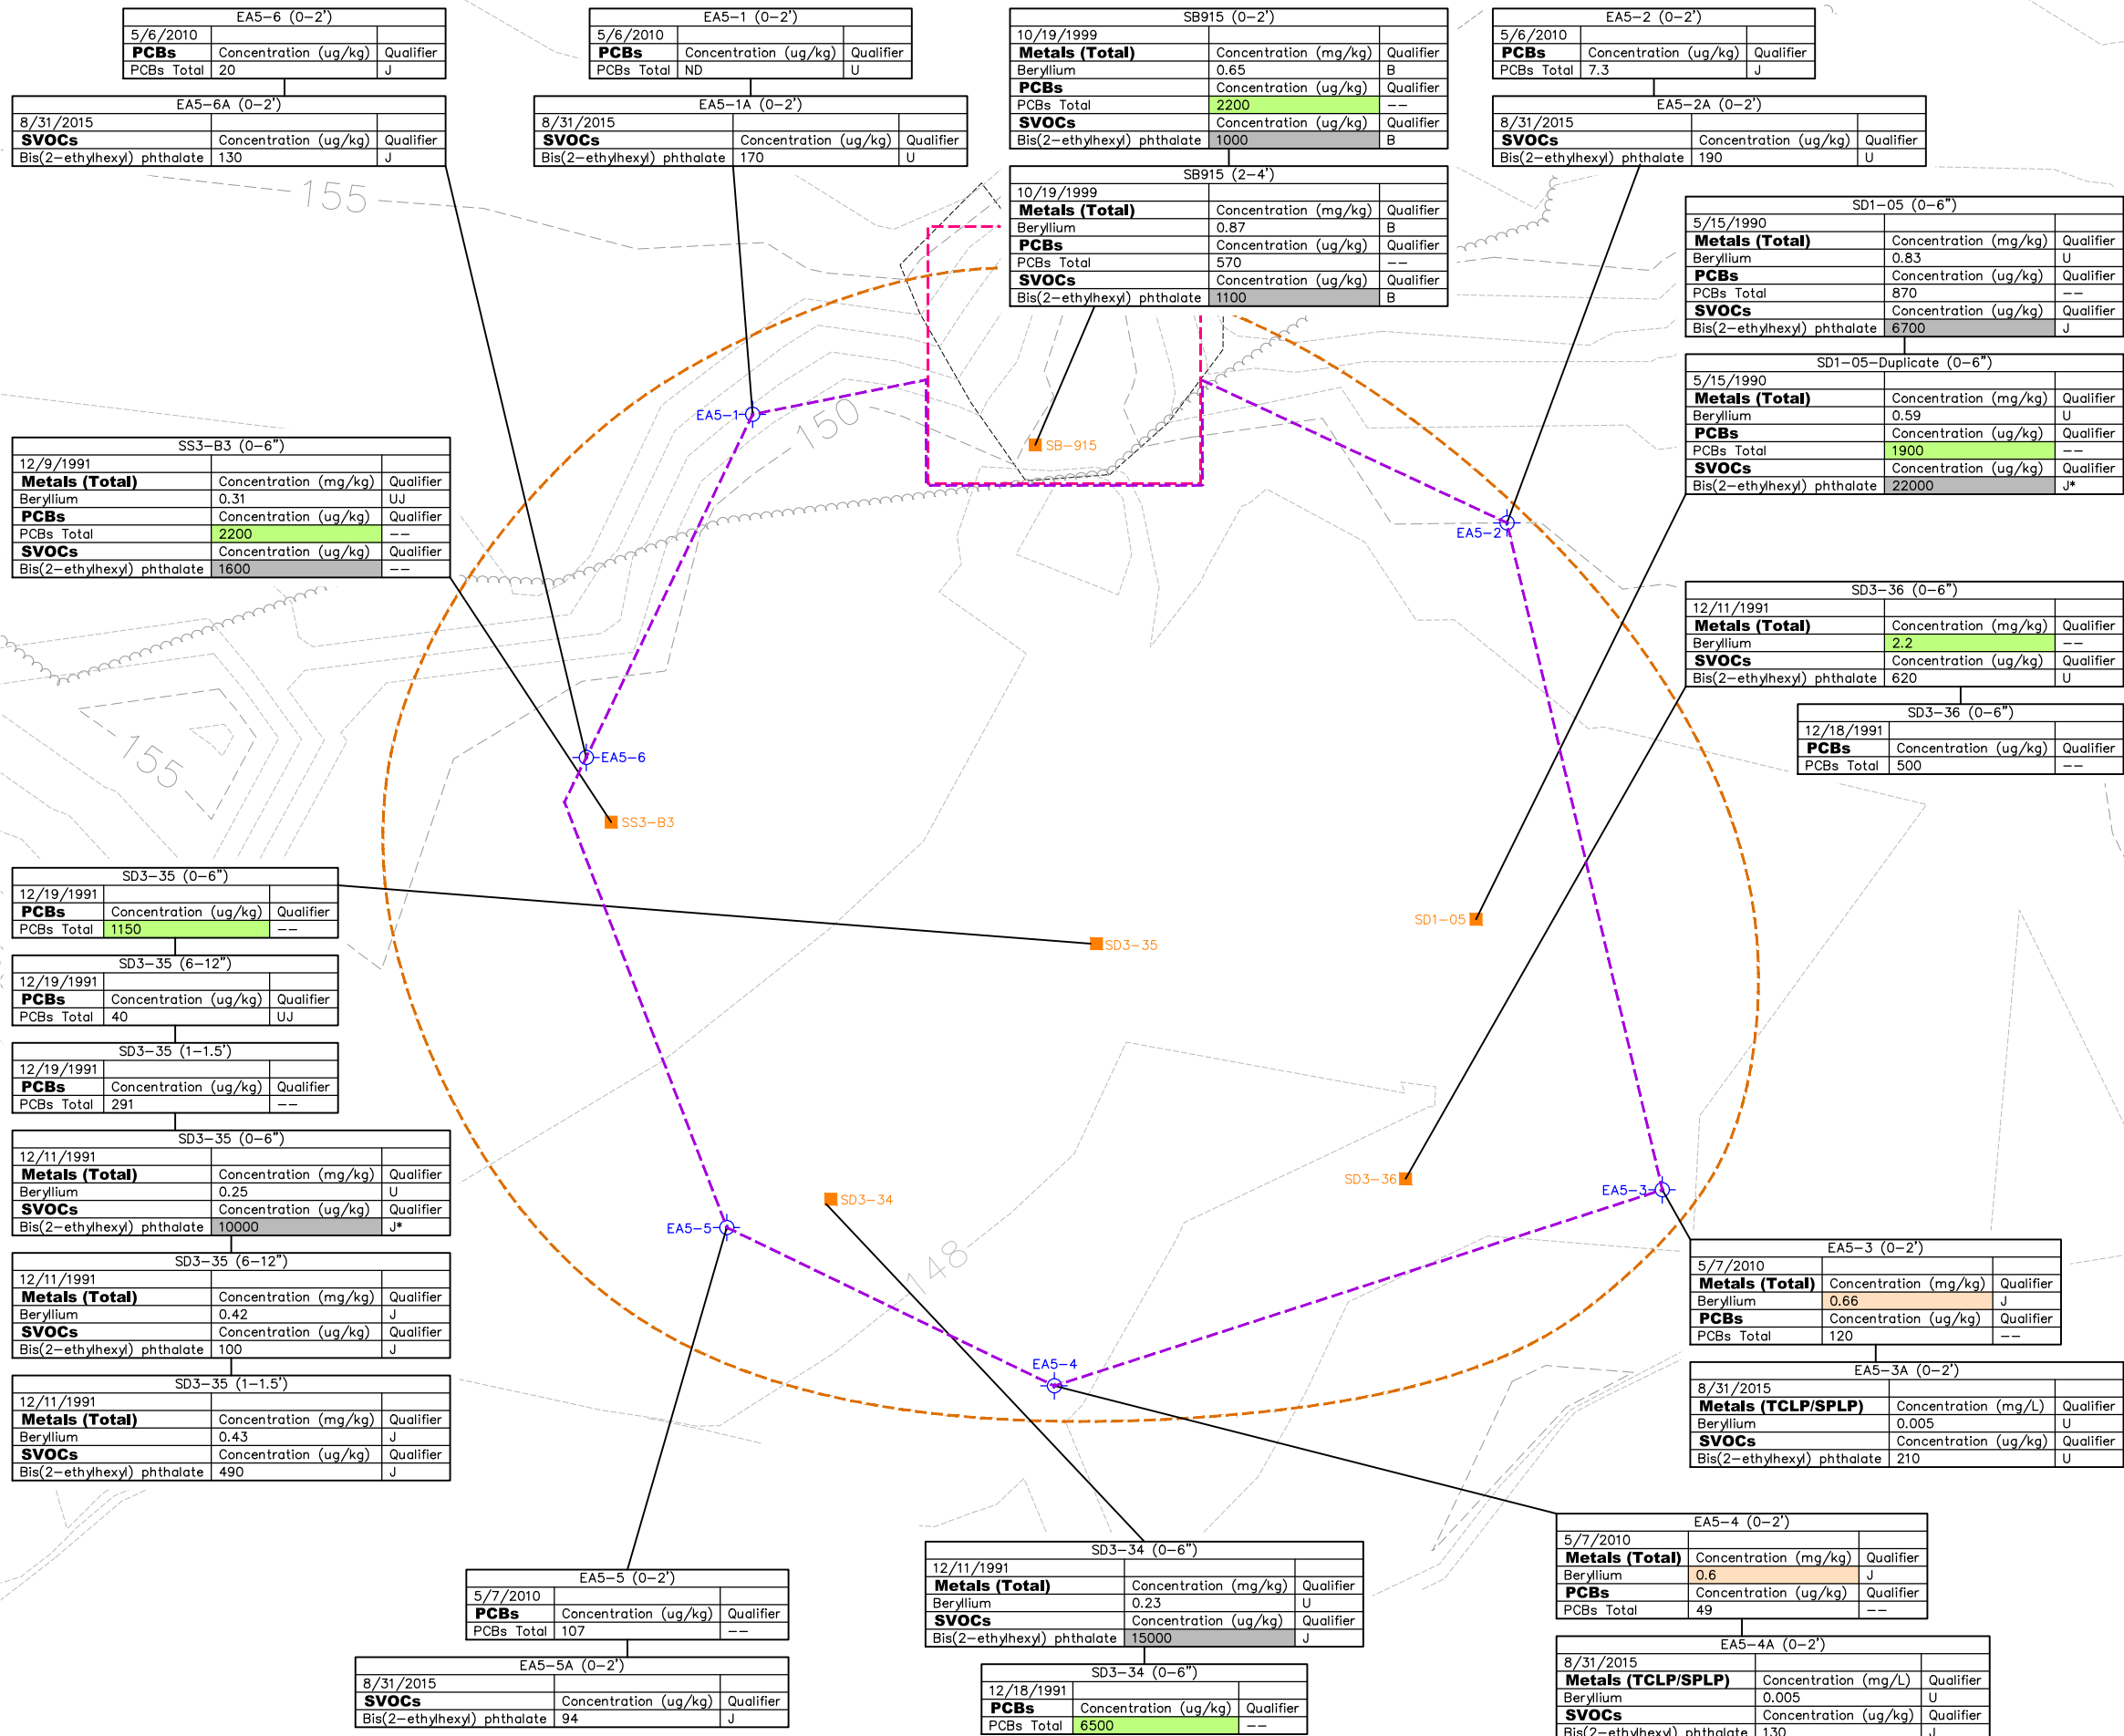 EA5-6 (0-2')
5/6/2010
PCBs Concentration (ug/kg) Qualifier
PCBs Total 20 J
EA5-6A (0-2')
8/31/2015
SVOCs Concentration (ug/kg) Qualifier
Bis(2-ethylhexyl) phthalate 130 J
EA5-1 (0-2')
5/6/2010
PCBs Concentration (ug/kg) Qualifier
PCBs Total ND U
EA5-1A (0-2')
8/31/2015
SVOCs Concentration (ug/kg) Qualifier
Bis(2-ethylhexyl) phthalate 170 U
SB915 (0-2')
10/19/1999
Metals (Total) Concentration (mg/kg) Qualifier
Beryllium 0.65 B
PCBs Concentration (ug/kg) Qualifier
PCBs Total 2200 --
SVOCs Concentration (ug/kg) Qualifier
Bis(2-ethylhexyl) phthalate 1000 B
SB915 (2-4')
10/19/1999
Metals (Total) Concentration (mg/kg) Qualifier
Beryllium 0.87 B
PCBs Concentration (ug/kg) Qualifier
PCBs Total 570 --
SVOCs Concentration (ug/kg) Qualifier
Bis(2-ethylhexyl) phthalate 1100 B
EA5-2 (0-2')
5/6/2010
PCBs Concentration (ug/kg) Qualifier
PCBs Total 7.3 J
EA5-2A (0-2')
8/31/2015
SVOCs Concentration (ug/kg) Qualifier
Bis(2-ethylhexyl) phthalate 190 U
SD1-05 (0-6")
5/15/1990
Metals (Total) Concentration (mg/kg) Qualifier
Beryllium 0.83 U
PCBs Concentration (ug/kg) Qualifier
PCBs Total 870 --
SVOCs Concentration (ug/kg) Qualifier
Bis(2-ethylhexyl) phthalate 6700 J
SD1-05-Duplicate (0-6")
5/15/1990
Metals (Total) Concentration (mg/kg) Qualifier
Beryllium 0.59 U
PCBs Concentration (ug/kg) Qualifier
PCBs Total 1900 --
SVOCs Concentration (ug/kg) Qualifier
Bis(2-ethylhexyl) phthalate 22000 J*
155
EA5-1
150
SB-915
EA5-2
SS3-B3 (0-6")
12/9/1991
Metals (Total) Concentration (mg/kg) Qualifier
Beryllium 0.31 UJ
PCBs Concentration (ug/kg) Qualifier
PCBs Total 2200 --
SVOCs Concentration (ug/kg) Qualifier
Bis(2-ethylhexyl) phthalate 1600 --
SD3-36 (0-6")
12/11/1991
Metals (Total) Concentration (mg/kg) Qualifier
Beryllium 2.2 --
SVOCs Concentration (ug/kg) Qualifier
Bis(2-ethylhexyl) phthalate 620 U
SD3-36 (0-6")
12/18/1991
PCBs Concentration (ug/kg) Qualifier
PCBs Total 500 --
155
EA5-6
SS3-B3
SD1-05
SD3-35
SD3-35 (0-6")
12/19/1991
PCBs Concentration (ug/kg) Qualifier
PCBs Total 1150 --
SD3-35 (6-12")
12/19/1991
PCBs Concentration (ug/kg) Qualifier
PCBs Total 40 UJ
SD3-35 (1-1.5')
12/19/1991
PCBs Concentration (ug/kg) Qualifier
PCBs Total 291 --
SD3-35 (0-6")
12/11/1991
Metals (Total) Concentration (mg/kg) Qualifier
Beryllium 0.25 U
SVOCs Concentration (ug/kg) Qualifier
Bis(2-ethylhexyl) phthalate 10000 J*
SD3-35 (6-12")
12/11/1991
Metals (Total) Concentration (mg/kg) Qualifier
Beryllium 0.42 J
SVOCs Concentration (ug/kg) Qualifier
Bis(2-ethylhexyl) phthalate 100 J
SD3-35 (1-1.5')
12/11/1991
Metals (Total) Concentration (mg/kg) Qualifier
Beryllium 0.43 J
SVOCs Concentration (ug/kg) Qualifier
Bis(2-ethylhexyl) phthalate 490 J
SD3-34
SD3-36
EA5-3
EA5-5
148
EA5-4
EA5-3 (0-2')
5/7/2010
Metals (Total) Concentration (mg/kg) Qualifier
Beryllium 0.66 J
PCBs Concentration (ug/kg) Qualifier
PCBs Total 120 --
EA5-3A (0-2')
8/31/2015
Metals (TCLP/SPLP) Concentration (mg/L) Qualifier
Beryllium 0.005 U
SVOCs Concentration (ug/kg) Qualifier
Bis(2-ethylhexyl) phthalate 210 U
EA5-5 (0-2')
5/7/2010
PCBs Concentration (ug/kg) Qualifier
PCBs Total 107 --
EA5-5A (0-2')
8/31/2015
SVOCs Concentration (ug/kg) Qualifier
Bis(2-ethylhexyl) phthalate 94 J
SD3-34 (0-6")
12/11/1991
Metals (Total) Concentration (mg/kg) Qualifier
Beryllium 0.23 U
SVOCs Concentration (ug/kg) Qualifier
Bis(2-ethylhexyl) phthalate 15000 J
SD3-34 (0-6")
12/18/1991
PCBs Concentration (ug/kg) Qualifier
PCBs Total 6500 --
EA5-4 (0-2')
5/7/2010
Metals (Total) Concentration (mg/kg) Qualifier
Beryllium 0.6 J
PCBs Concentration (ug/kg) Qualifier
PCBs Total 49 --
EA5-4A (0-2')
8/31/2015
Metals (TCLP/SPLP) Concentration (mg/L) Qualifier
Beryllium 0.005 U
SVOCs Concentration (ug/kg) Qualifier
Bis(2-ethylhexyl) phthalate 130 J